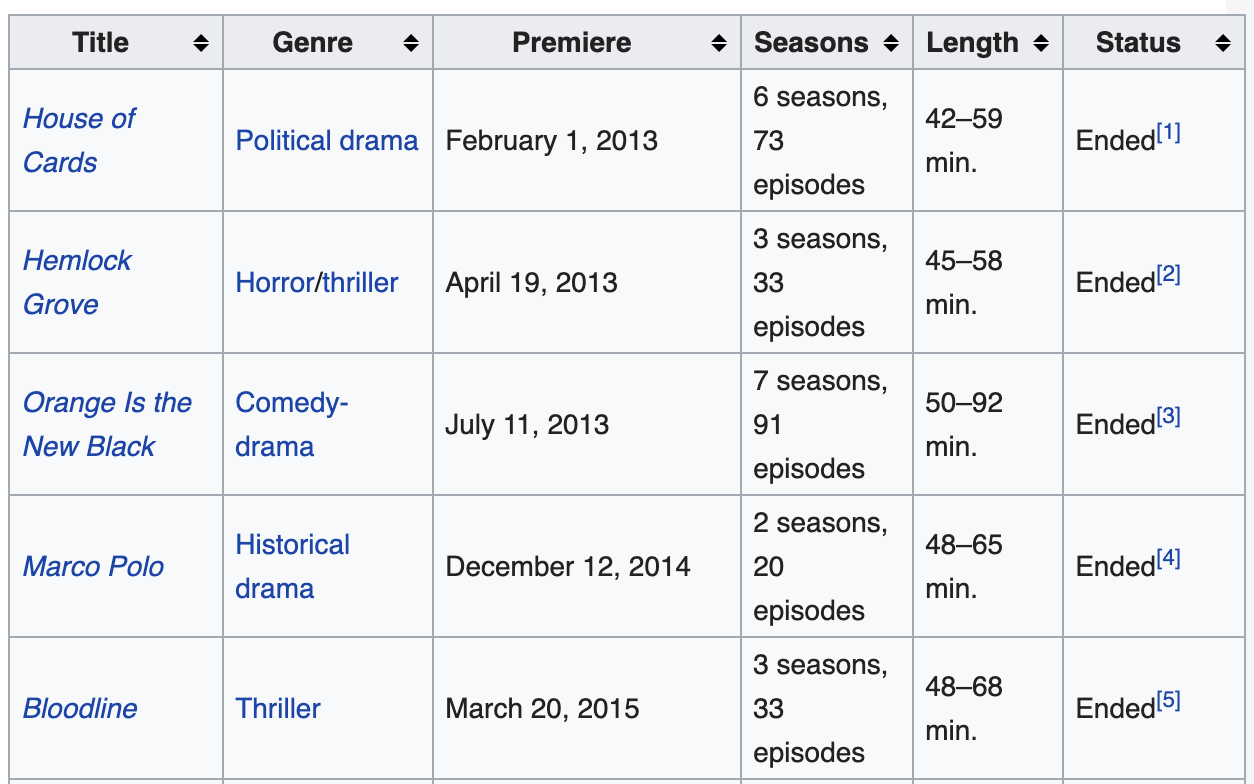 Title Genre Premiere Seasons Length Status
House of Cards Political drama February 1, 2013 6 seasons, 73 episodes 42–59 min. Ended[1]
Hemlock Grove Horror/thriller April 19, 2013 3 seasons, 33 episodes 45–58 min. Ended[2]
Orange Is the New Black Comedy-drama July 11, 2013 7 seasons, 91 episodes 50–92 min. Ended[3]
Marco Polo Historical drama December 12, 2014 2 seasons, 20 episodes 48–65 min. Ended[4]
Bloodline Thriller March 20, 2015 3 seasons, 33 episodes 48–68 min. Ended[5]